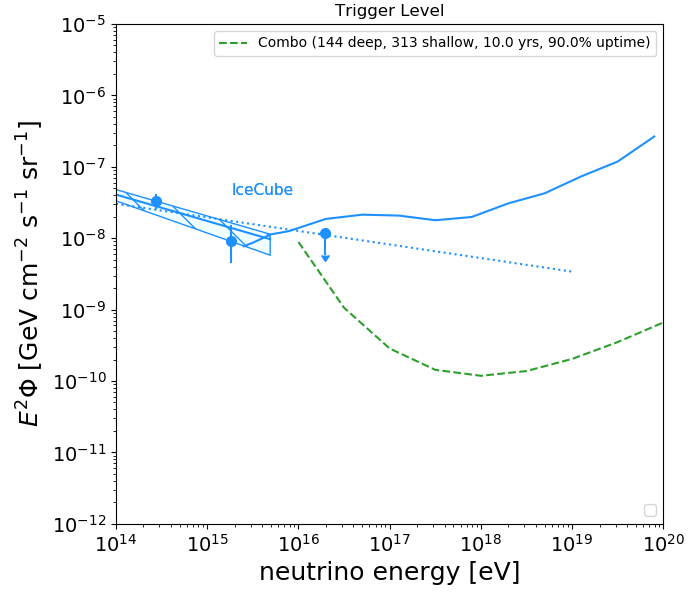 Trigger Level
Combo (144 deep, 313 shallow, 10.0 yrs, 90.0% uptime)
IceCube
E²Φ [GeV cm⁻² s⁻¹ sr⁻¹]
10⁻⁵
10⁻⁶
10⁻⁷
10⁻⁸
10⁻⁹
10⁻¹⁰
10⁻¹¹
10⁻¹²
10¹⁴ 10¹⁵ 10¹⁶ 10¹⁷ 10¹⁸ 10¹⁹ 10²⁰
neutrino energy [eV]